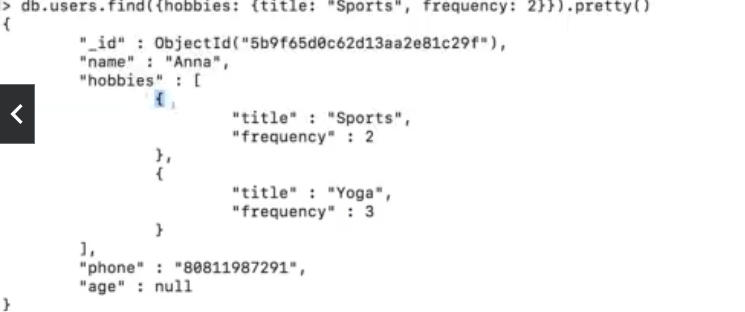 > db.users.find({hobbies: {title: "Sports", frequency: 2}}).pretty()
{
"_id" : ObjectId("5b9f65d0c62d13aa2e81c29f"),
"name" : "Anna",
"hobbies" : [
{
"title" : "Sports",
"frequency" : 2
},
{
"title" : "Yoga",
"frequency" : 3
}
],
"phone" : "80811987291",
"age" : null
}